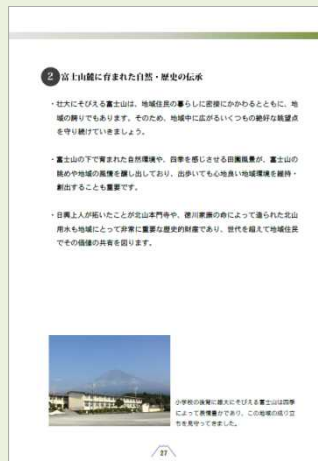 2 富士山麓に育まれた自然・歴史の伝承
・壮大にそびえる富士山は、地域住民の暮らしに密接にかかわるとともに、地
域の誇りでもあります。そのため、地域中に広がるいくつもの絶好な眺望点
を守り続けていきましょう。
・富士山の下で育まれた自然環境や、四季を感じさせる田園風景が、富士山の
眺めや地域の風情を醸し出しており、出歩いても心地良い地域環境を維持・
創出することも重要です。
・日興上人が拓いたことが北山本門寺や、徳川家康の命によって造られた北山
用水も地域にとって非常に重要な歴史的財産であり、世代を超えて地域住民
でその価値の共有を図ります。
小学校の後背に雄大にそびえる富士山は四季
によって表情豊かであり、この地域の成り立
ちを見守ってきました。
27